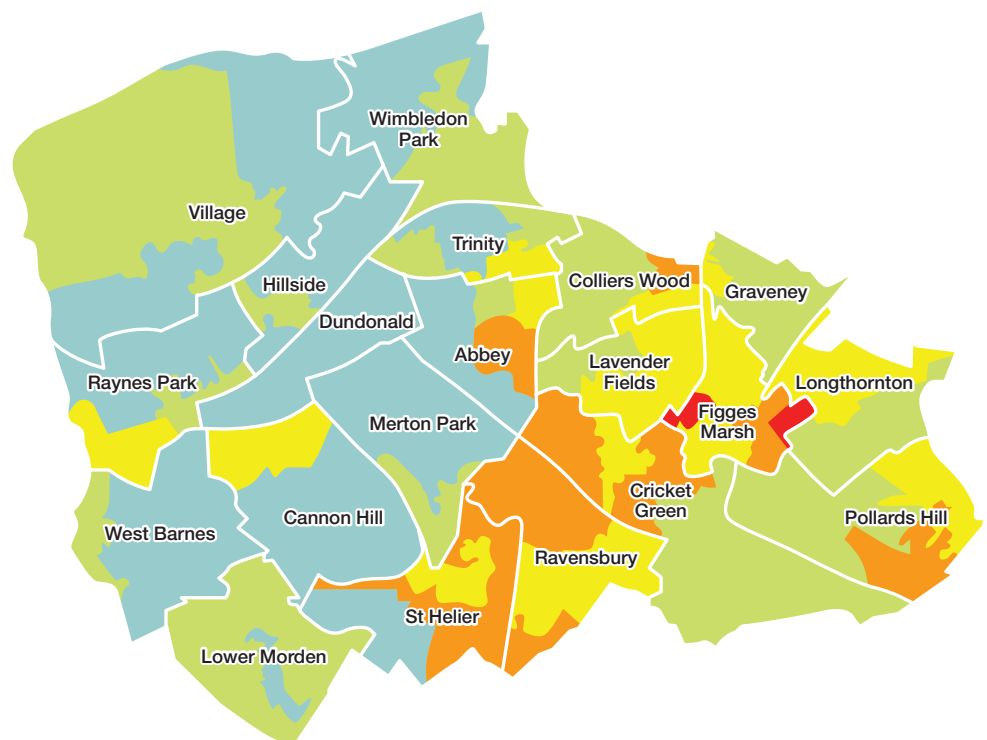 Wimbledon
Park
Village
Trinity
Hillside
Colliers Wood
Graveney
Dundonald
Abbey
Lavender
Fields
Raynes Park
Longthornton
Figges
Marsh
Merton Park
Cricket
Green
Cannon Hill
Pollards Hill
West Barnes
Ravensbury
St Helier
Lower Morden